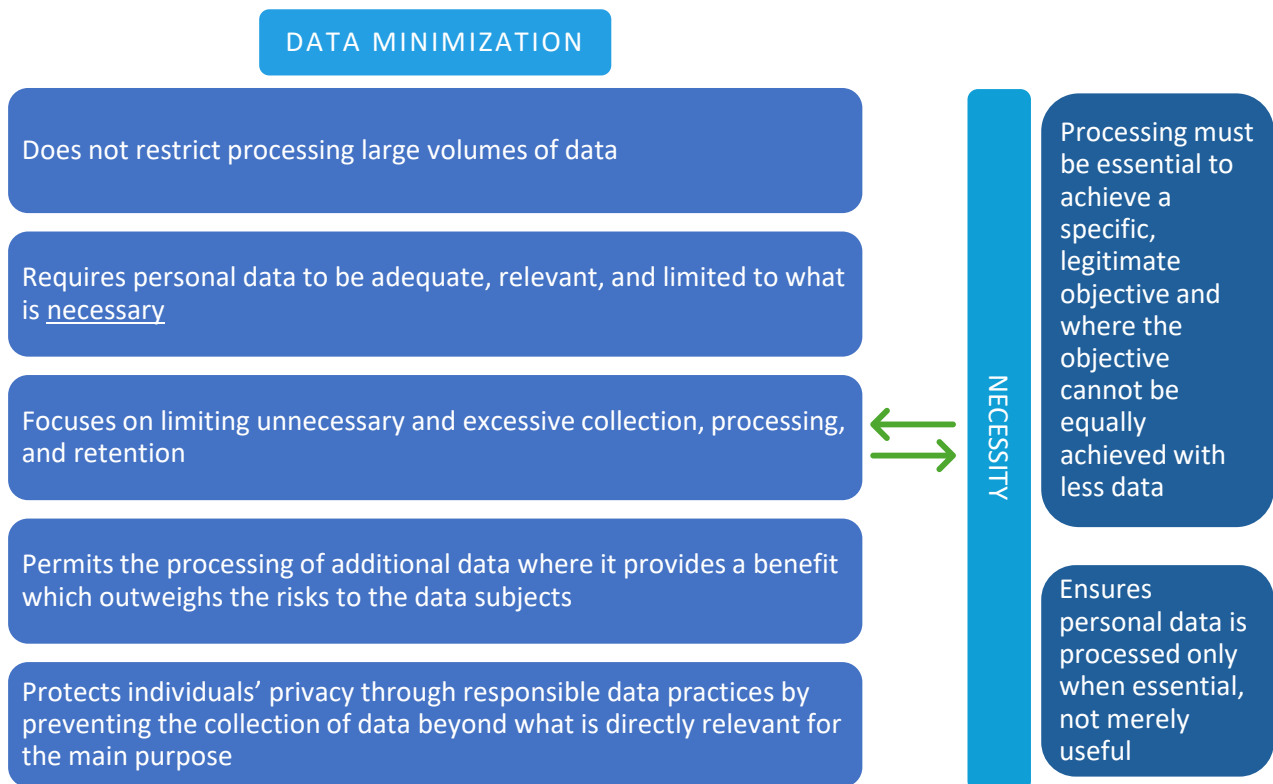 DATA MINIMIZATION
Does not restrict processing large volumes of data
Requires personal data to be adequate, relevant, and limited to what
is necessary
Focuses on limiting unnecessary and excessive collection, processing,
and retention
Permits the processing of additional data where it provides a benefit
which outweighs the risks to the data subjects
Protects individuals’ privacy through responsible data practices by
preventing the collection of data beyond what is directly relevant for
the main purpose
NECESSITY
Processing must
be essential to
achieve a
specific,
legitimate
objective and
where the
objective
cannot be
equally
achieved with
less data
Ensures
personal data is
processed only
when essential,
not merely
useful